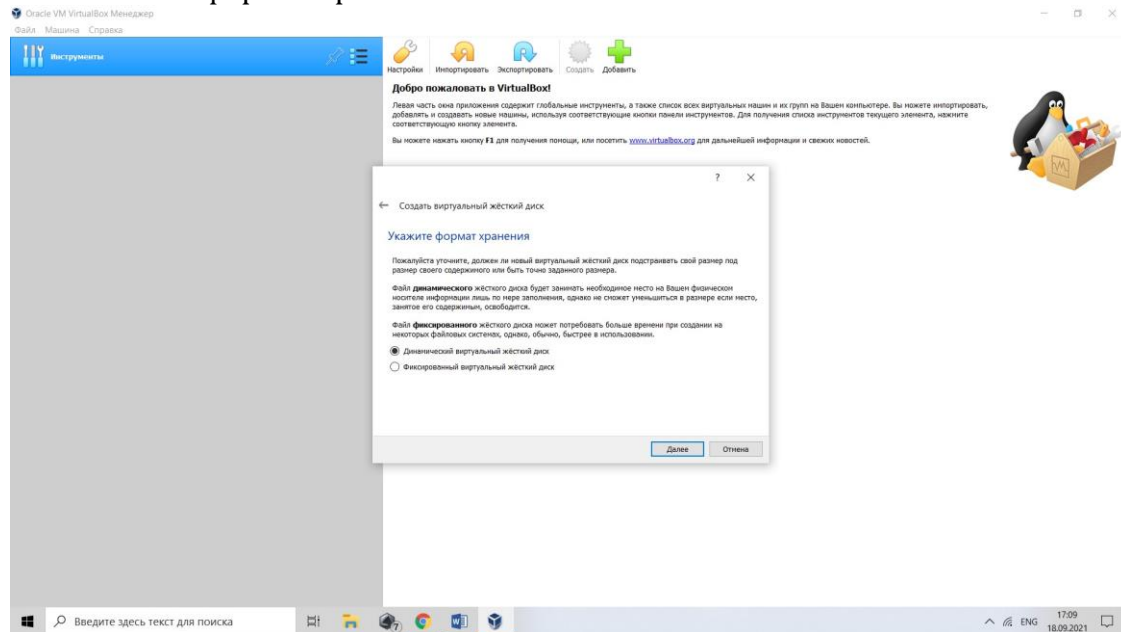 Oracle VM VirtualBox Менеджер
Файл Машина Справка
Инструменты
Настройки Импортировать Экспортировать Создать Добавить
Добро пожаловать в VirtualBox!
Левая часть окна приложения содержит глобальные инструменты, а также список всех виртуальных машин и их групп на Вашем компьютере. Вы можете импортировать,
добавлять и создавать новые машины, используя соответствующие кнопки панели инструментов. Для получения списка инструментов текущего элемента, нажмите
соответствующую кнопку элемента.
Вы можете нажать кнопку F1 для получения помощи, или посетить www.virtualbox.org для дальнейшей информации и свежих новостей.
?
Создать виртуальный жёсткий диск
Укажите формат хранения
Пожалуйста уточните, должен ли новый виртуальный жёсткий диск подстраивать свой размер под
размер своего содержимого или быть точно заданного размера.
Файл динамического жёсткого диска будет занимать необходимое место на Вашем физическом
носителе информации лишь по мере заполнения, однако не сможет уменьшиться в размере если место,
занятое его содержимым, освободится.
Файл фиксированного жёсткого диска может потребовать больше времени при создании на
некоторых файловых системах, однако, обычно, быстрее в использовании.
Динамический виртуальный жёсткий диск
Фиксированный виртуальный жёсткий диск
Далее Отмена
Введите здесь текст для поиска
ENG
17:09
18.09.2021